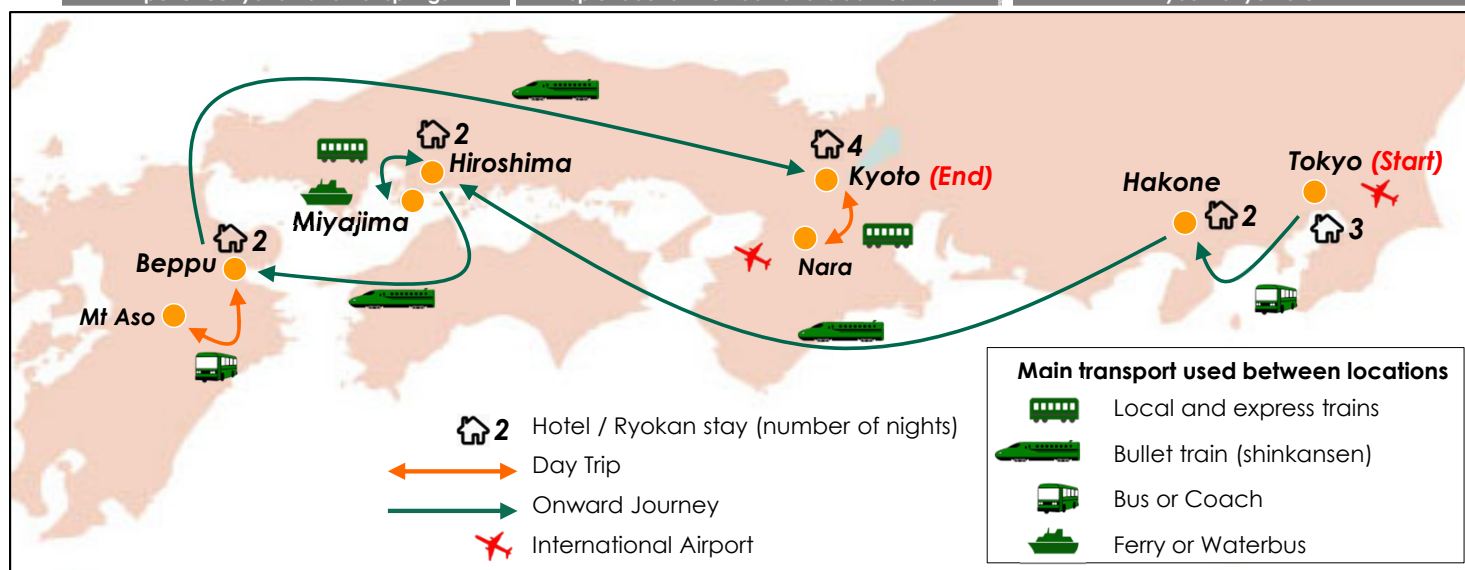 2
Hiroshima
Miyajima
4
Kyoto (End)
Nara
Tokyo (Start)
3
Hakone
2
2
Beppu
Mt Aso
2 Hotel / Ryokan stay (number of nights)
Day Trip
Onward Journey
International Airport
Main transport used between locations
Local and express trains
Bullet train (shinkansen)
Bus or Coach
Ferry or Waterbus